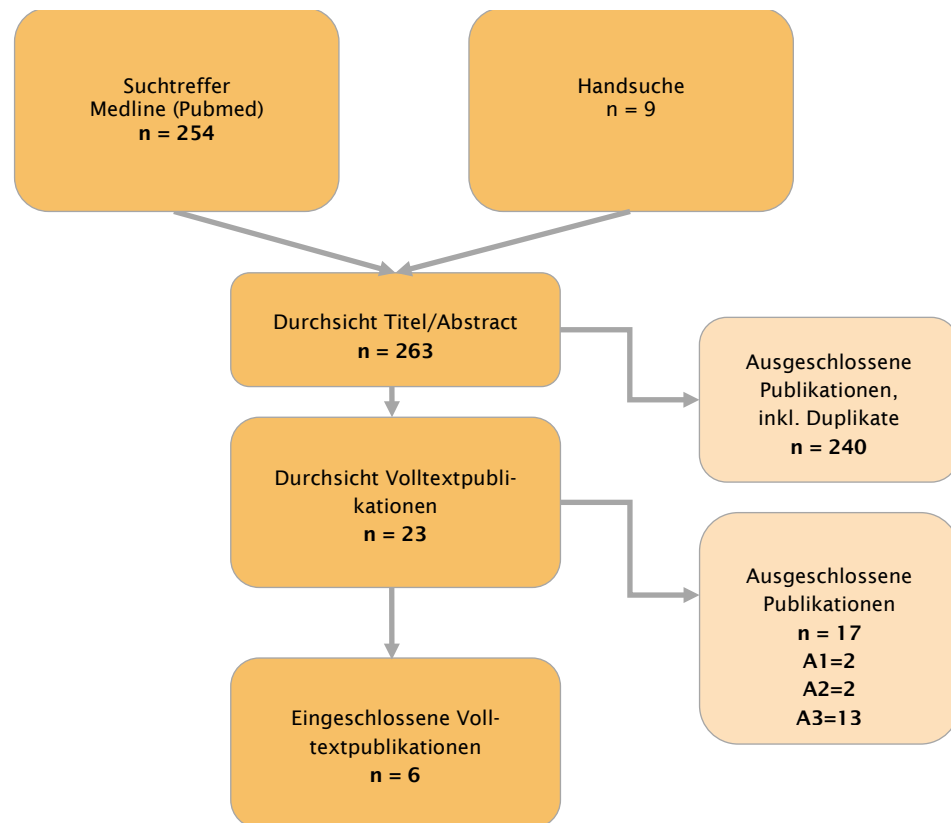 Suchtreffer
Medline (Pubmed)
n = 254
Handsuche
n = 9
Durchsicht Titel/Abstract
n = 263
Ausgeschlossene
Publikationen,
inkl. Duplikate
n = 240
Durchsicht Volltextpubli-
kationen
n = 23
Ausgeschlossene
Publikationen
n = 17
A1=2
A2=2
A3=13
Eingeschlossene Voll-
textpublikationen
n = 6